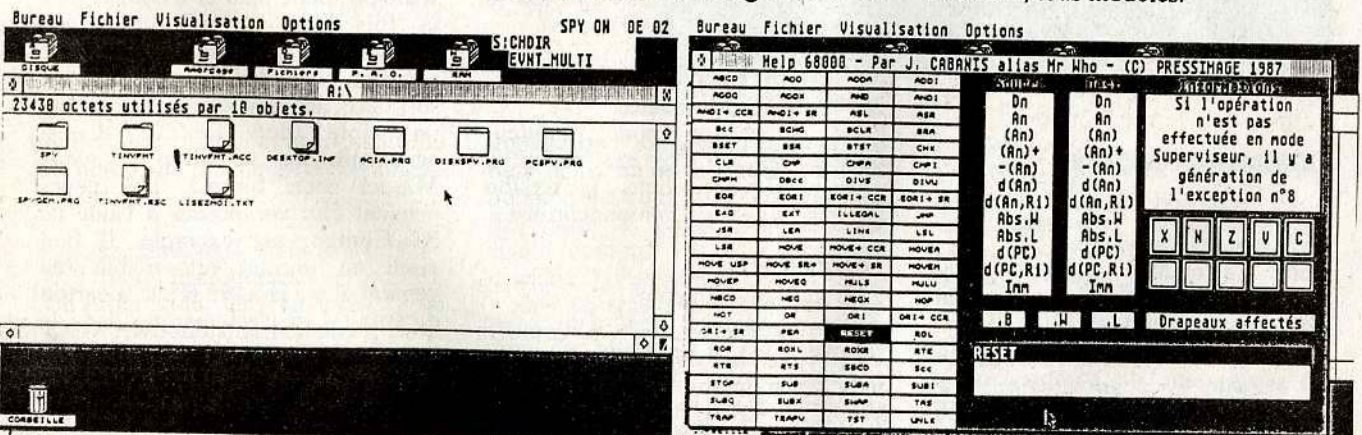 Bureau Fichier Visualisation Options SPY ON DE 02
S:CHDIR
EVNT_MULTI
DISQUE Amorçage Fichiers P. A. O. RAM
A:\
23438 octets utilisés par 10 objets.
SPY TINYFMT TINYFMT.ACC DESKTOP.INF ACIA.PRG DISKSPY.PRG PCSPY.PRG
SPYGEM.PRG TINYFMT.RSC LISEZMOI.TXT
CORBEILLE
Bureau Fichier Visualisation Options
Help 68000 - Par J. CABANIS alias Mr Who - (C) PRESSIMAGE 1987
ABCD ADD ADDA ADDI
ADDQ ADDX AND ANDI
ANDI→ CCR ANDI→ SR ASL ASR
Bcc BCHG BCLR BRA
BSET BSR BTST CHK
CLR CMP CMPA CMPI
CMPM DBcc DIVS DIVU
EOR EORI EORI→ CCR EORI→ SR
EXG EXT ILLEGAL JMP
JSR LEA LINK LSL
LSR MOVE MOVE→ CCR MOVEA
MOVE USP MOVE SR→ MOVE→ SR MOVEM
MOVEP MOVEQ MULS MULU
NBCD NEG NEGX NOP
NOT OR ORI ORI→ CCR
ORI→ SR PEA RESET ROL
ROR ROXL ROXR RTE
RTR RTS SBCD Scc
STOP SUB SUBA SUBI
SUBQ SUBX SWAP TAS
TRAP TRAPV TST UNLK
Source Dest.
Dn Dn
An An
(An) (An)
(An)+ (An)+
-(An) -(An)
d(An) d(An)
d(An,Ri) d(An,Ri)
Abs.W Abs.W
Abs.L Abs.L
d(PC) d(PC)
d(PC,Ri) d(PC,Ri)
Imm Imm
.B .W .L
Informations
Si l'opération
n'est pas
effectuée en mode
Superviseur, il y a
génération de
l'exception n°8
X N Z V C
Drapeaux affectés
RESET